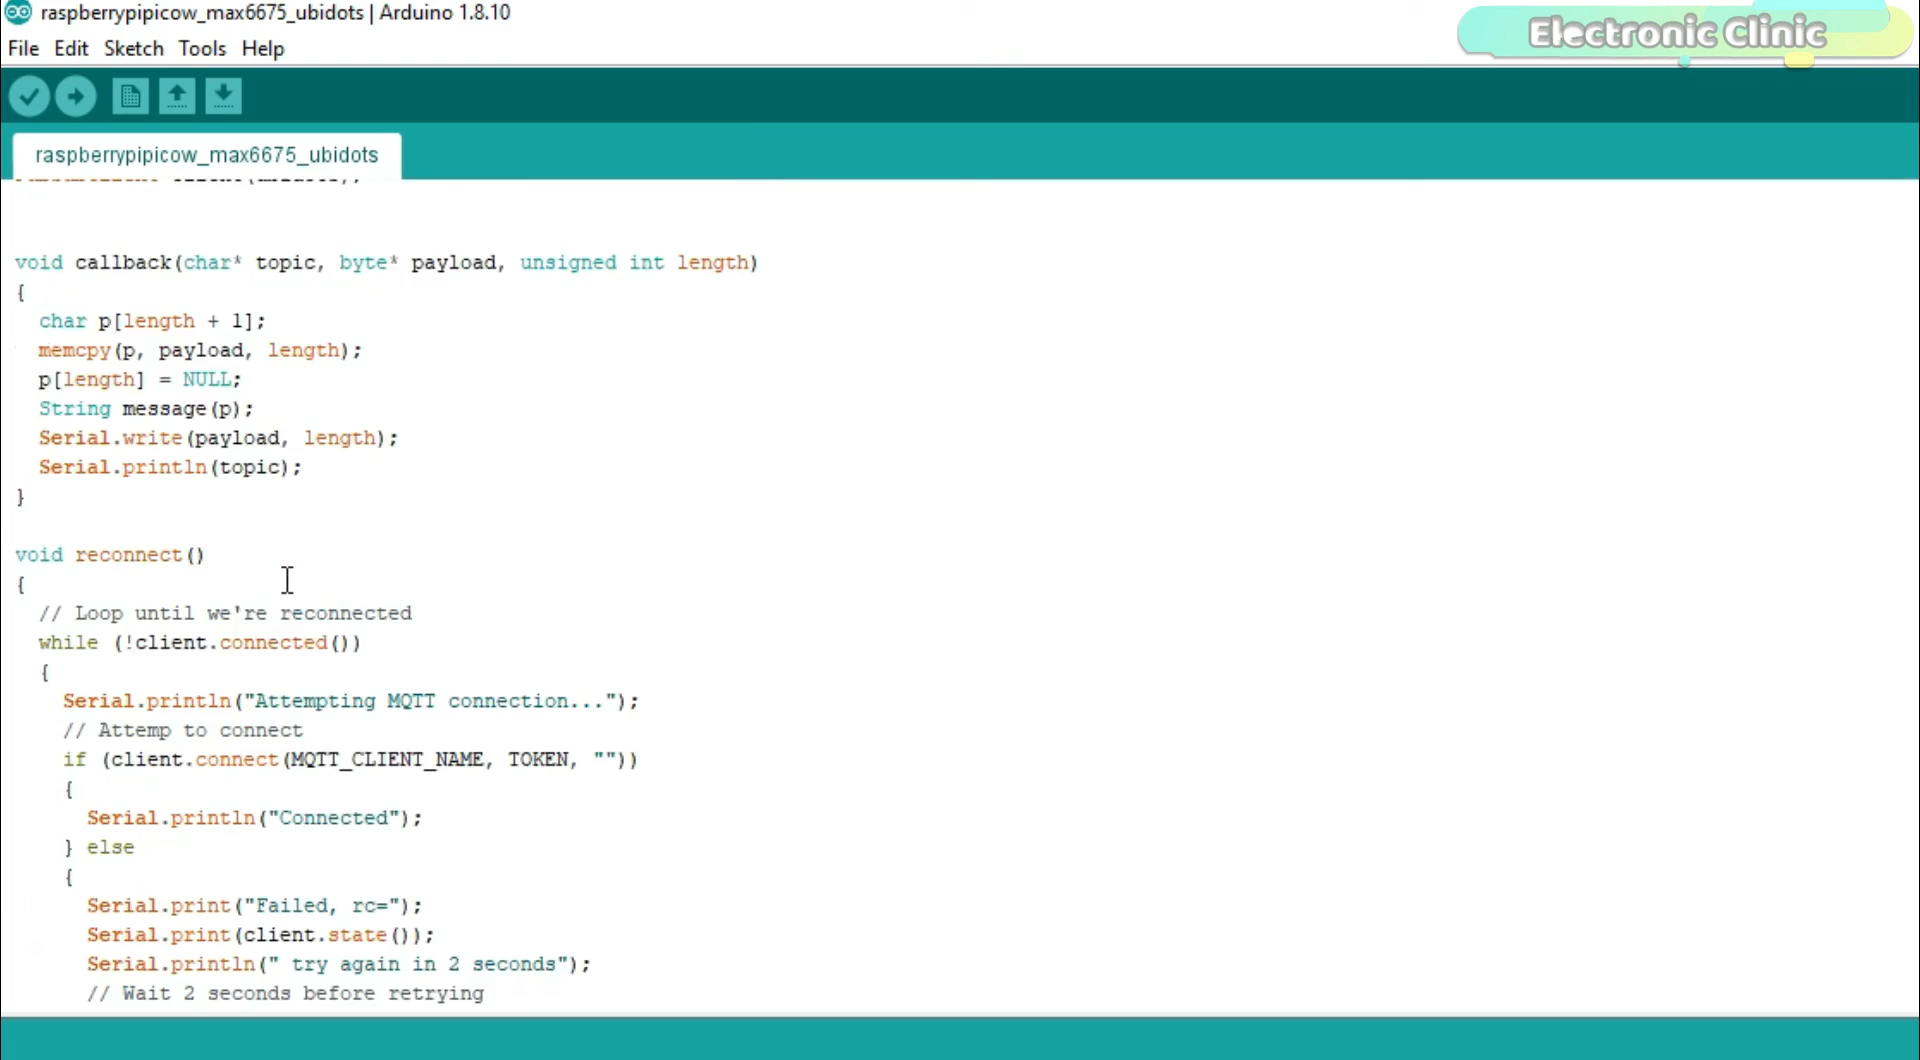 raspberrypipicow_max6675_ubidots | Arduino 1.8.10
Electronic Clinic
File Edit Sketch Tools Help
raspberrypipicow_max6675_ubidots
void callback(char* topic, byte* payload, unsigned int length)
{
char p[length + 1];
memcpy(p, payload, length);
p[length] = NULL;
String message(p);
Serial.write(payload, length);
Serial.println(topic);
}
void reconnect()
{
// Loop until we're reconnected
while (!client.connected())
{
Serial.println("Attempting MQTT connection...");
// Attemp to connect
if (client.connect(MQTT_CLIENT_NAME, TOKEN, ""))
{
Serial.println("Connected");
} else
{
Serial.print("Failed, rc=");
Serial.print(client.state());
Serial.println(" try again in 2 seconds");
// Wait 2 seconds before retrying